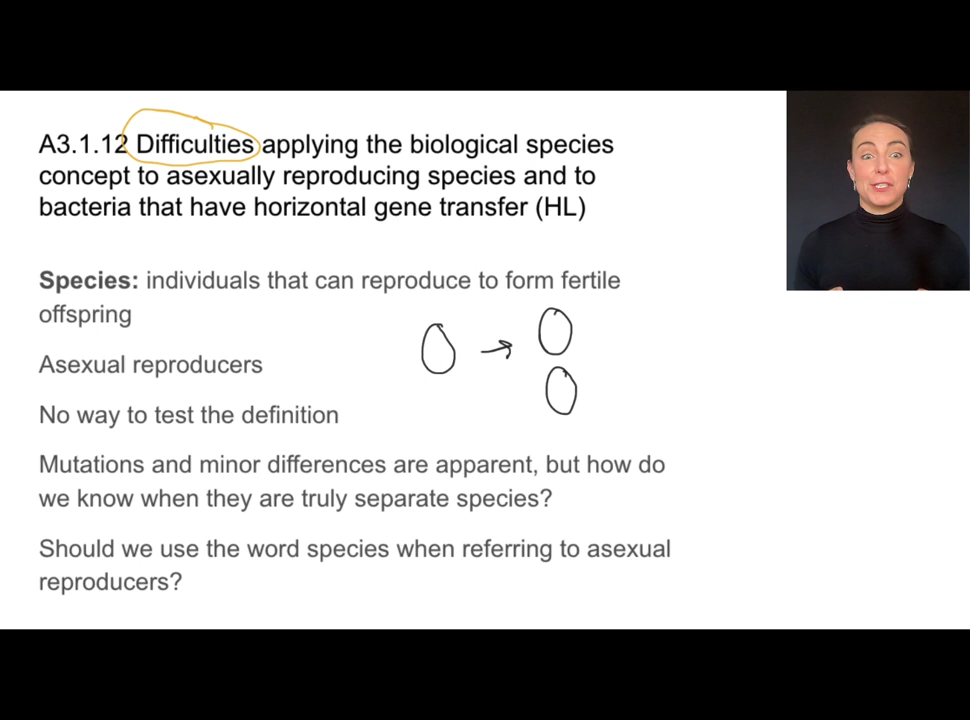 A3.1.12 Difficulties applying the biological species
concept to asexually reproducing species and to
bacteria that have horizontal gene transfer (HL)
Species: individuals that can reproduce to form fertile
offspring
Asexual reproducers
No way to test the definition
Mutations and minor differences are apparent, but how do
we know when they are truly separate species?
Should we use the word species when referring to asexual
reproducers?